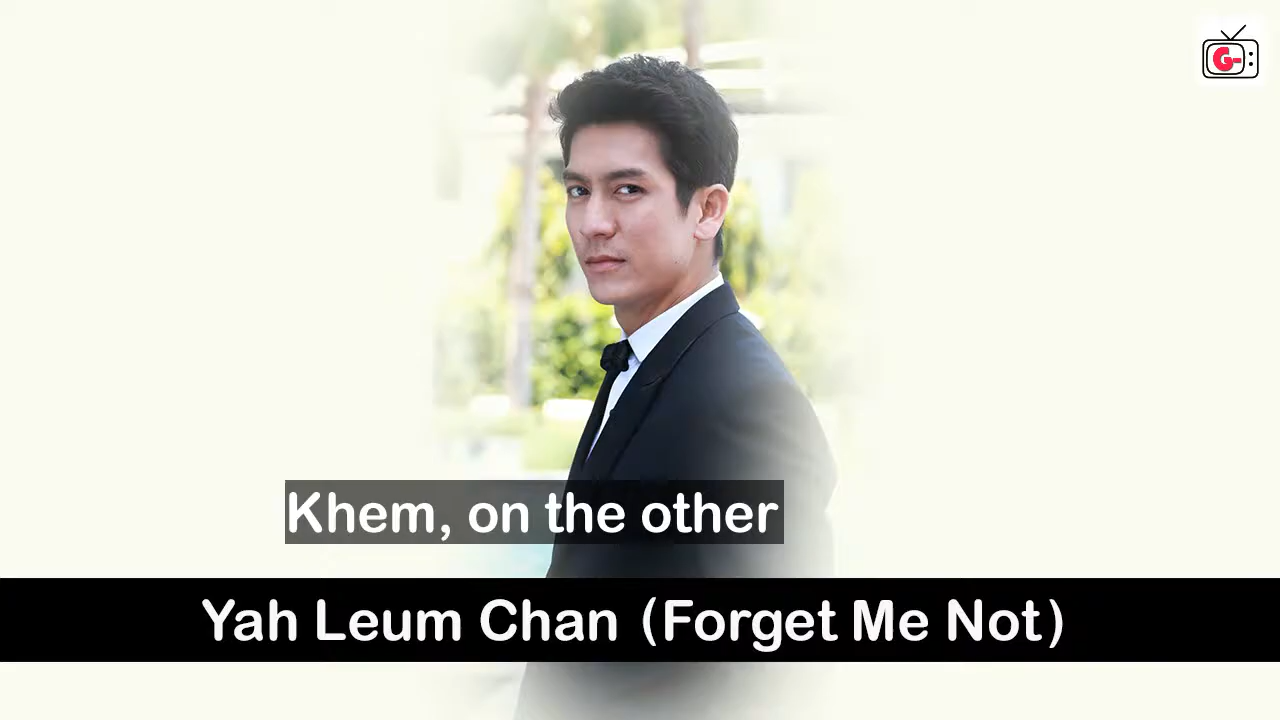 G-
Khem, on the other
Yah Leum Chan (Forget Me Not)